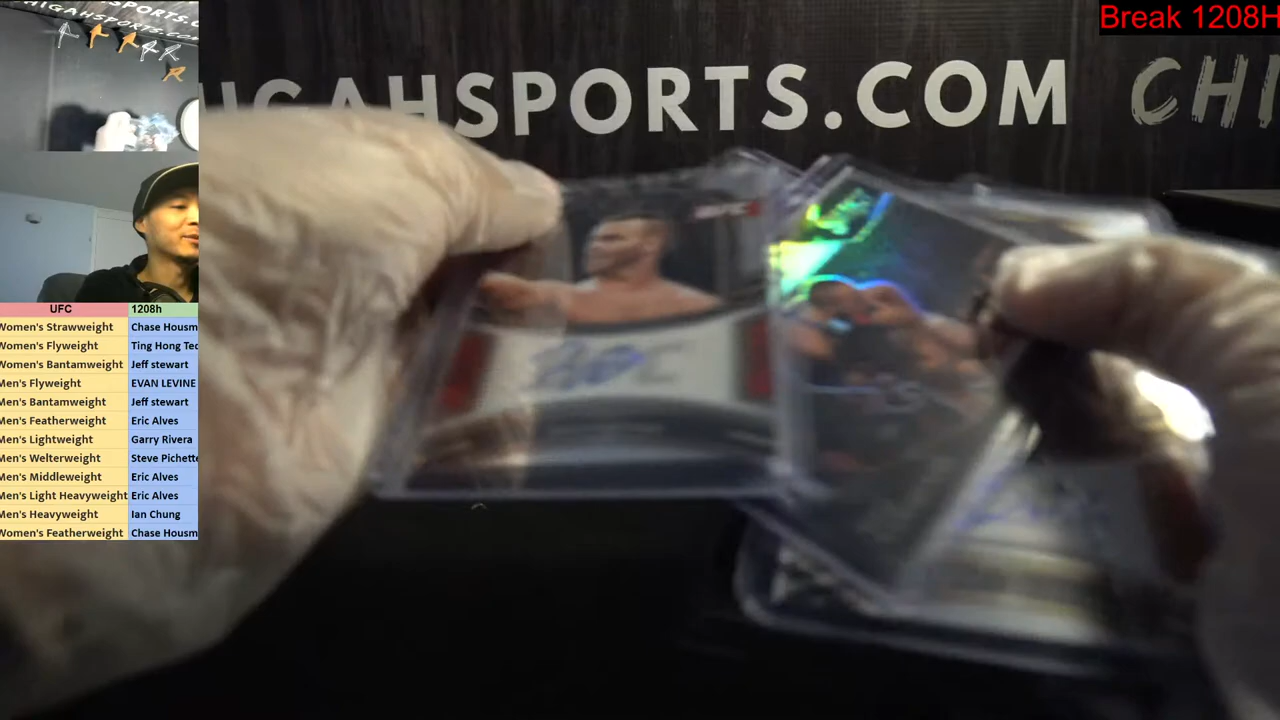 Break 1208H
HIGAHSPORTS.COM CHI
UFC 1208h
Women's Strawweight Chase Housm
Women's Flyweight Ting Hong Tec
Women's Bantamweight Jeff stewart
Men's Flyweight EVAN LEVINE
Men's Bantamweight Jeff stewart
Men's Featherweight Eric Alves
Men's Lightweight Garry Rivera
Men's Welterweight Steve Pichette
Men's Middleweight Eric Alves
Men's Light Heavyweight Eric Alves
Men's Heavyweight Ian Chung
Women's Featherweight Chase Housm